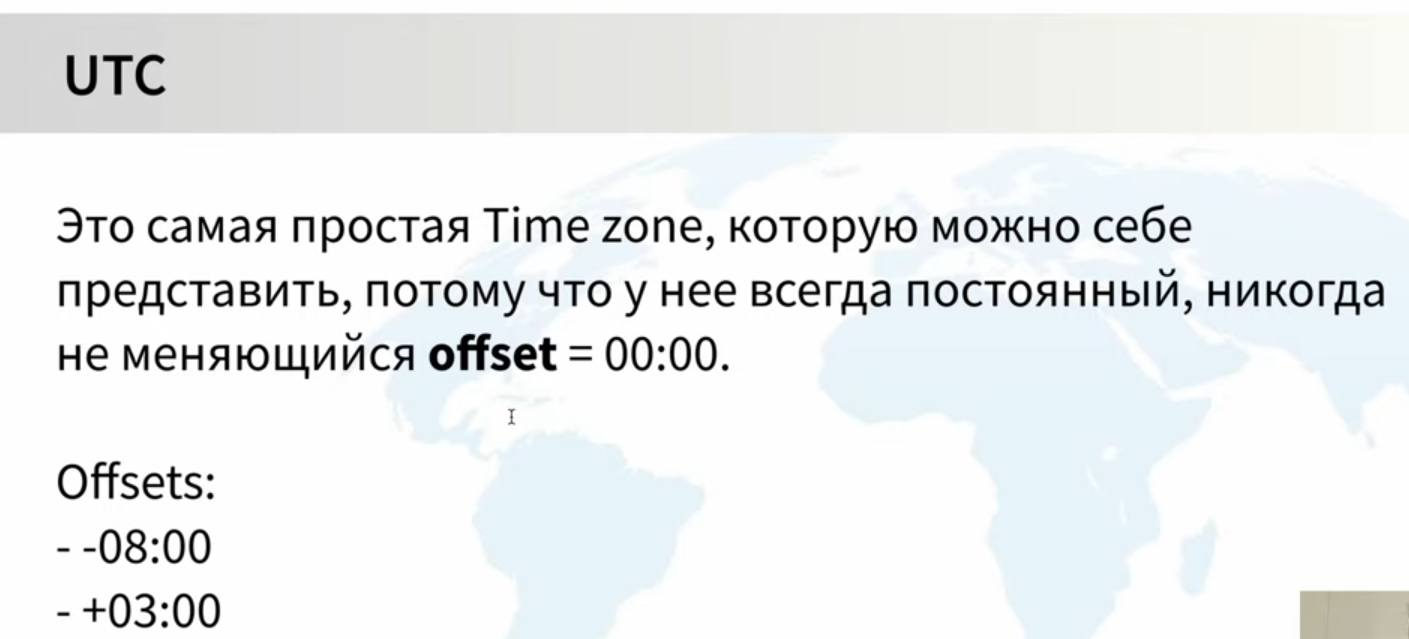 UTC
Это самая простая Time zone, которую можно себе
представить, потому что у нее всегда постоянный, никогда
не меняющийся offset = 00:00.
Offsets:
- -08:00
- +03:00